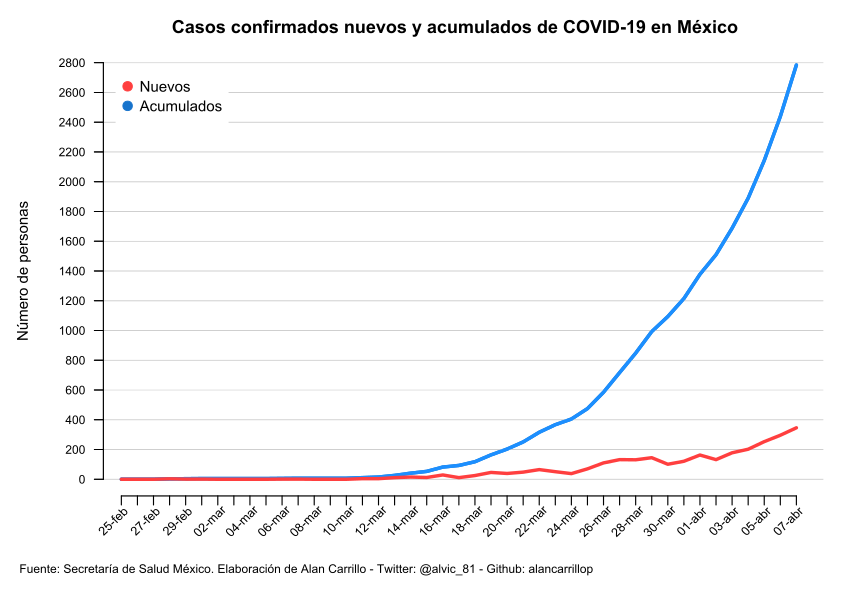 Casos confirmados nuevos y acumulados de COVID-19 en México
Nuevos
Acumulados
Número de personas
2800
2600
2400
2200
2000
1800
1600
1400
1200
1000
800
600
400
200
0
25-feb
27-feb
29-feb
02-mar
04-mar
06-mar
08-mar
10-mar
12-mar
14-mar
16-mar
18-mar
20-mar
22-mar
24-mar
26-mar
28-mar
30-mar
01-abr
03-abr
05-abr
07-abr
Fuente: Secretaría de Salud México. Elaboración de Alan Carrillo - Twitter: @alvic_81 - Github: alancarrillop